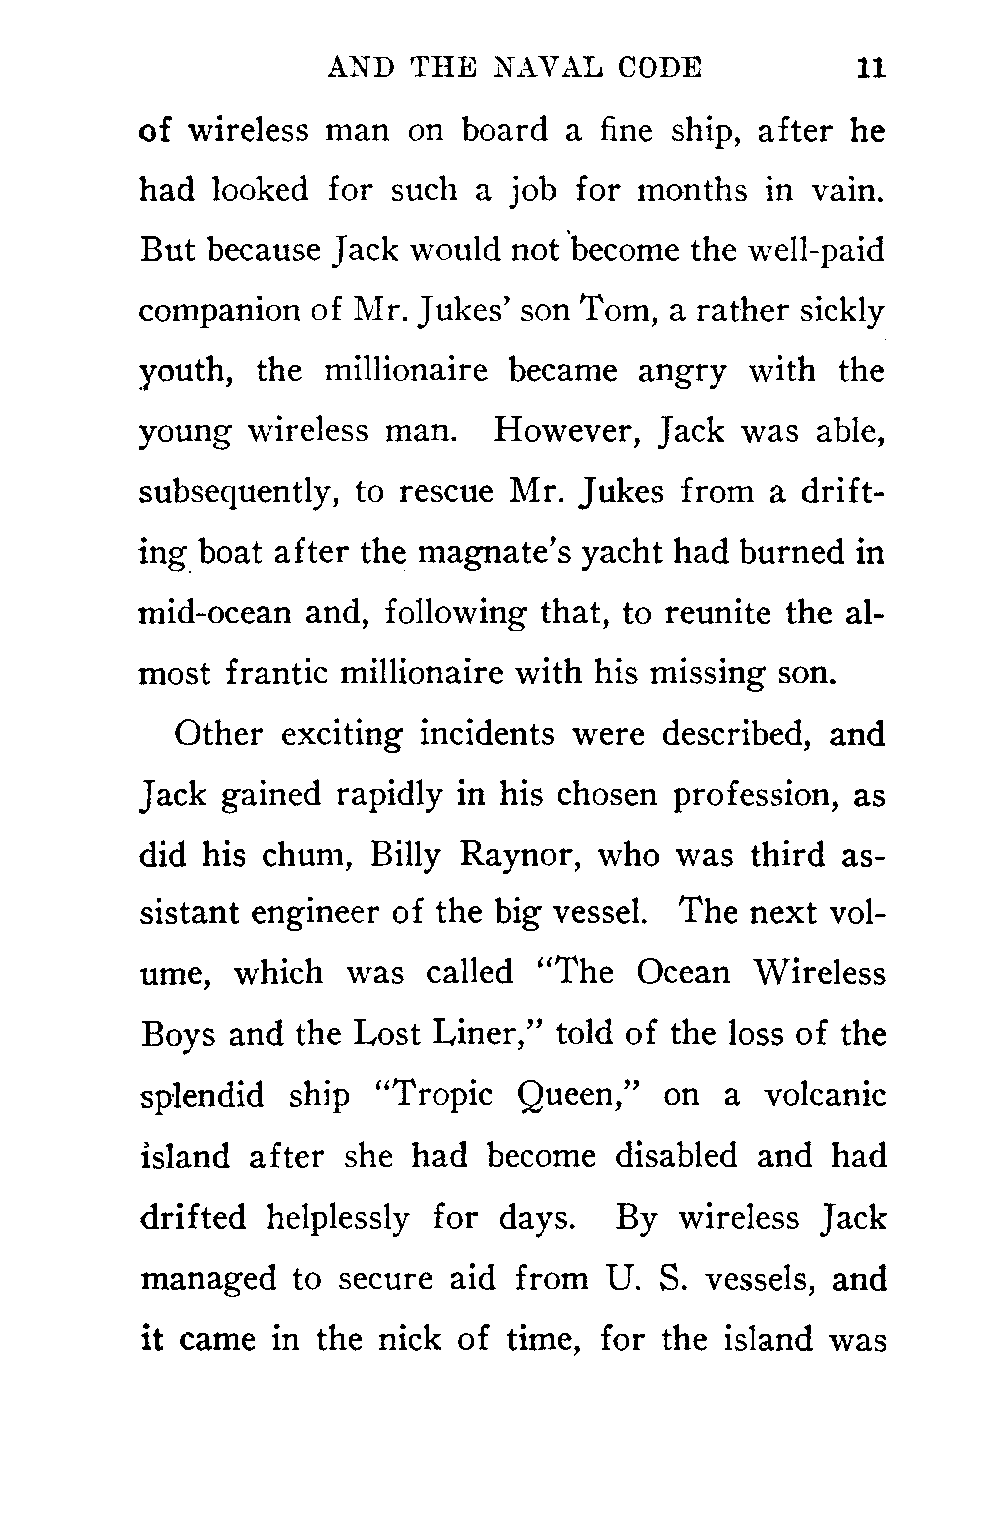 AND THE NAVAL CODE 11
of wireless man on board a fine ship, after he
had looked for such a job for months in vain.
But because Jack would not become the well-paid
companion of Mr. Jukes’ son Tom, a rather sickly
youth, the millionaire became angry with the
young wireless man. However, Jack was able,
subsequently, to rescue Mr. Jukes from a drift-
ing boat after the magnate’s yacht had burned in
mid-ocean and, following that, to reunite the al-
most frantic millionaire with his missing son.
Other exciting incidents were described, and
Jack gained rapidly in his chosen profession, as
did his chum, Billy Raynor, who was third as-
sistant engineer of the big vessel. The next vol-
ume, which was called “The Ocean Wireless
Boys and the Lost Liner,” told of the loss of the
splendid ship “Tropic Queen,” on a volcanic
island after she had become disabled and had
drifted helplessly for days. By wireless Jack
managed to secure aid from U. S. vessels, and
it came in the nick of time, for the island was